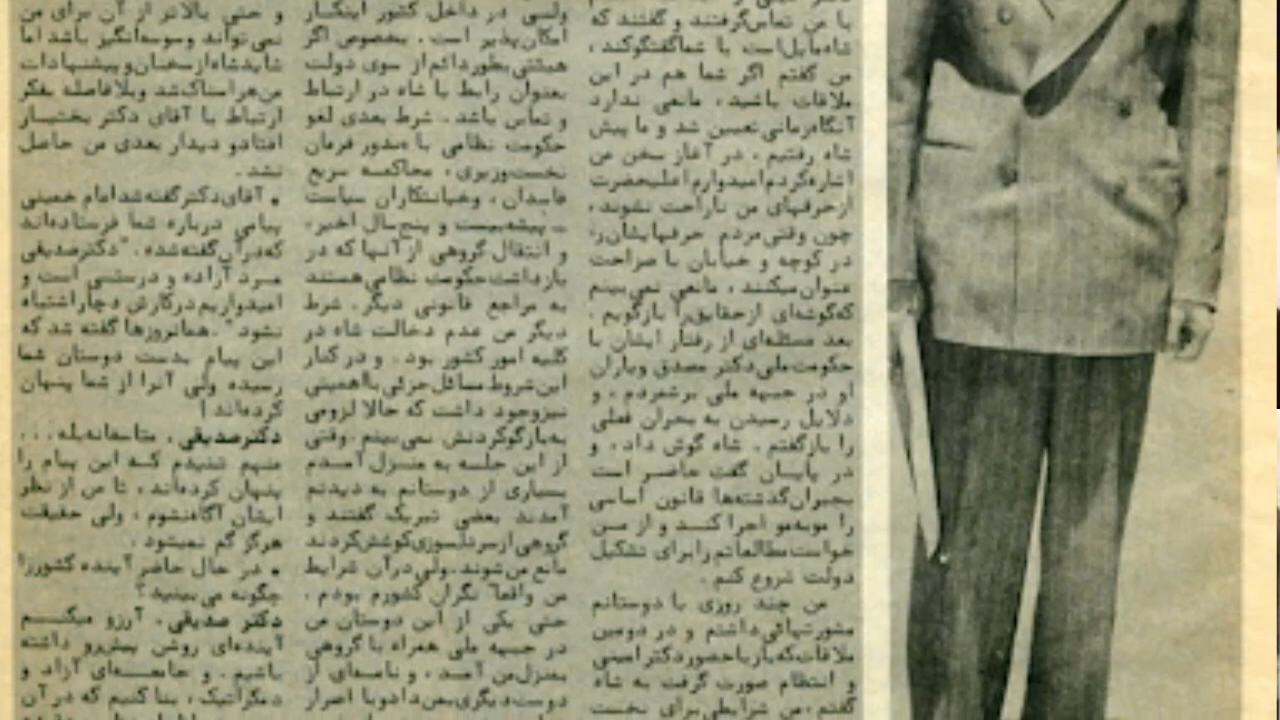 با من تماس گرفتند و گفتند که
شاه مایل است با شما گفتگو کند،
من گفتم اگر شما هم در این
ملاقات باشید، مانعی ندارد
آنگاه زمانی تعیین شد و ما پیش
شاه رفتیم. در آغاز سخن من
اشاره کردم امیدوارم اعلیحضرت
از حرفهای من ناراحت نشوند،
چون وقتی مردم حرفهایشان را
در کوچه و خیابان با صراحت
عنوان میکنند، مانعی نمی‌بینم
که گوشه‌ای از حقایق را بازگویم.
بعد مسئله‌ای از رفتار ایشان با
حکومت ملی دکتر مصدق و یاران
او در جبهه ملی برشمردم، و
دلایل رسیدن به بحران فعلی
را بازگفتم. شاه گوش داد، و
در پایان گفت حاضر است
بجبران گذشته‌ها قانون اساسی
را موبه‌مو اجرا کند و از من
خواست مطالعاتم را برای تشکیل
دولت شروع کنم.
من چند روزی با دوستانم
مشورتهائی داشتم و در دومین
ملاقات که باز با حضور دکتر امینی
و انتظام صورت گرفت به شاه
گفتم، من شرایطی برای نخست
ولسی در داخل کشور اینکار
امکان‌پذیر است. بخصوص اگر
هیئتی بطور دائم از سوی دولت
بعنوان رابط با شاه در ارتباط
و تماس باشد. شرط بعدی لغو
حکومت نظامی با صدور فرمان
نخست‌وزیری، محاکمه سریع
فاسدان، و خیانتکاران سیاست
ـ پیشه بیست و پنج سال اخیر،
و انتقال گروهی از آنها که در
بازداشت حکومت نظامی هستند
به مراجع قانونی دیگر. شرط
دیگر من عدم دخالت شاه در
کلیه امور کشور بود. و در کنار
این شروط مسائل جزئی با اهمیتی
نیز وجود داشت که حالا لزومی
به بازگو کردنش نمی‌بینم. وقتی
از این جلسه به منزل آمدم
بسیاری از دوستانم به دیدنم
آمدند بعضی تبریک گفتند و
گروهی از سر دلسوزی کوشش کردند
مانع من شوند. ولی در آن شرایط
من واقعاً نگران کشورم بودم.
حتی یکی از این دوستان من
در جبهه ملی همراه با گروهی
بمنزل من آمد، و نامه‌ای از
دوست دیگری بمن داد و با اصرار
و حتی بالاتر از آن برای من
نمی‌تواند وسوسه‌انگیز باشد اما
شاید شاه از سخنان و پیشنهادات
من هراسناک شد و بلافاصله بفکر
ارتباط با آقای دکتر بختیار
افتاد و دیدار بعدی من حاصل
نشد.
• آقای دکتر گفته شد امام خمینی
پیامی درباره شما فرستاده‌اند
که در آن گفته شده. "دکتر صدیقی
مرد آزاده و درستی است و
امیدواریم در کارش دچار اشتباه
نشود". همانروزها گفته شد که
این پیام بدست دوستان شما
رسیده ولی آنرا از شما پنهان
کرده‌اند!
دکتر صدیقی. متاسفانه بله...
منهم شنیدم که این پیام را
پنهان کرده‌اند، تا من از نظر
ایشان آگاه نشوم، ولی حقیقت
هرگز گم نمیشود.
• در حال حاضر آینده کشور را
چگونه می‌بینید؟
دکتر صدیقی. آرزو میکنم
آینده‌ای روشن پیش‌رو داشته
باشیم. و جامعه‌ای آزاد و
دمکراتیک، بنا کنیم که در آن